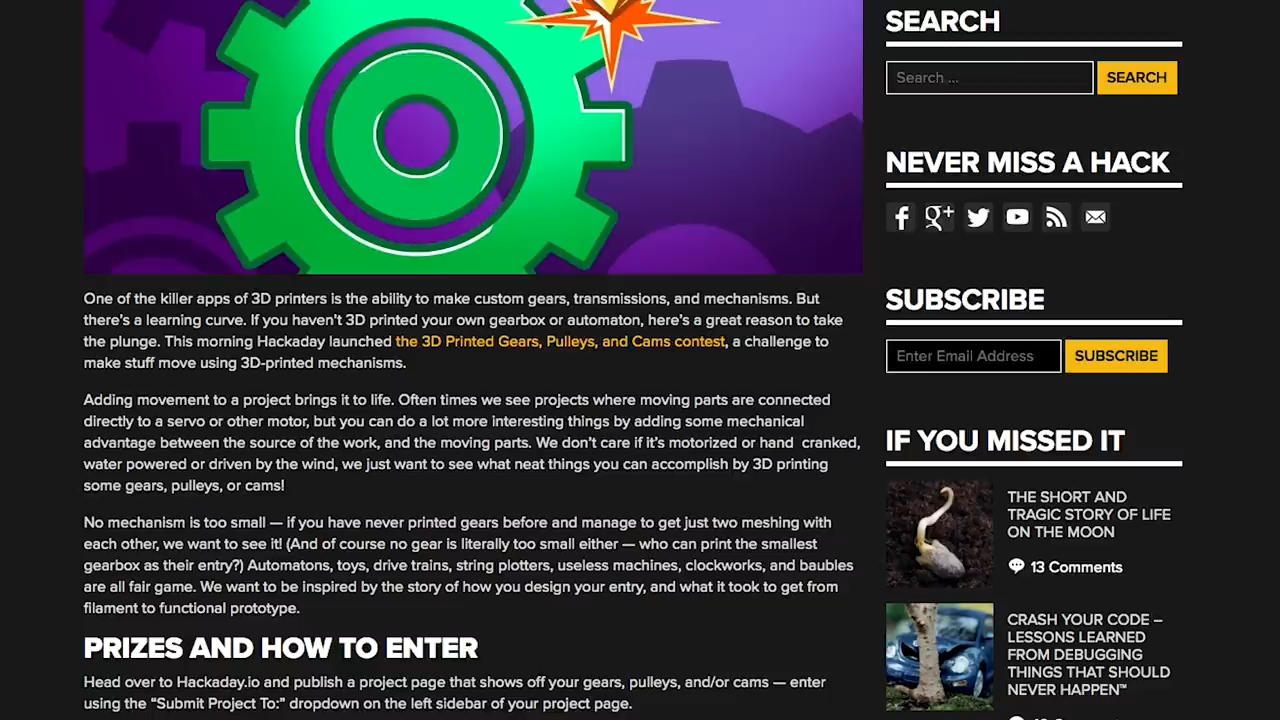 One of the killer apps of 3D printers is the ability to make custom gears, transmissions, and mechanisms. But
there's a learning curve. If you haven't 3D printed your own gearbox or automaton, here's a great reason to take
the plunge. This morning Hackaday launched the 3D Printed Gears, Pulleys, and Cams contest, a challenge to
make stuff move using 3D-printed mechanisms.
Adding movement to a project brings it to life. Often times we see projects where moving parts are connected
directly to a servo or other motor, but you can do a lot more interesting things by adding some mechanical
advantage between the source of the work, and the moving parts. We don't care if it's motorized or hand  cranked,
water powered or driven by the wind, we just want to see what neat things you can accomplish by 3D printing
some gears, pulleys, or cams!
No mechanism is too small — if you have never printed gears before and manage to get just two meshing with
each other, we want to see it! (And of course no gear is literally too small either — who can print the smallest
gearbox as their entry?) Automatons, toys, drive trains, string plotters, useless machines, clockworks, and baubles
are all fair game. We want to be inspired by the story of how you design your entry, and what it took to get from
filament to functional prototype.
PRIZES AND HOW TO ENTER
Head over to Hackaday.io and publish a project page that shows off your gears, pulleys, and/or cams — enter
using the "Submit Project To:" dropdown on the left sidebar of your project page.
SEARCH
Search ...
SEARCH
NEVER MISS A HACK
SUBSCRIBE
Enter Email Address
SUBSCRIBE
IF YOU MISSED IT
THE SHORT AND
TRAGIC STORY OF LIFE
ON THE MOON
13 Comments
CRASH YOUR CODE –
LESSONS LEARNED
FROM DEBUGGING
THINGS THAT SHOULD
NEVER HAPPEN™